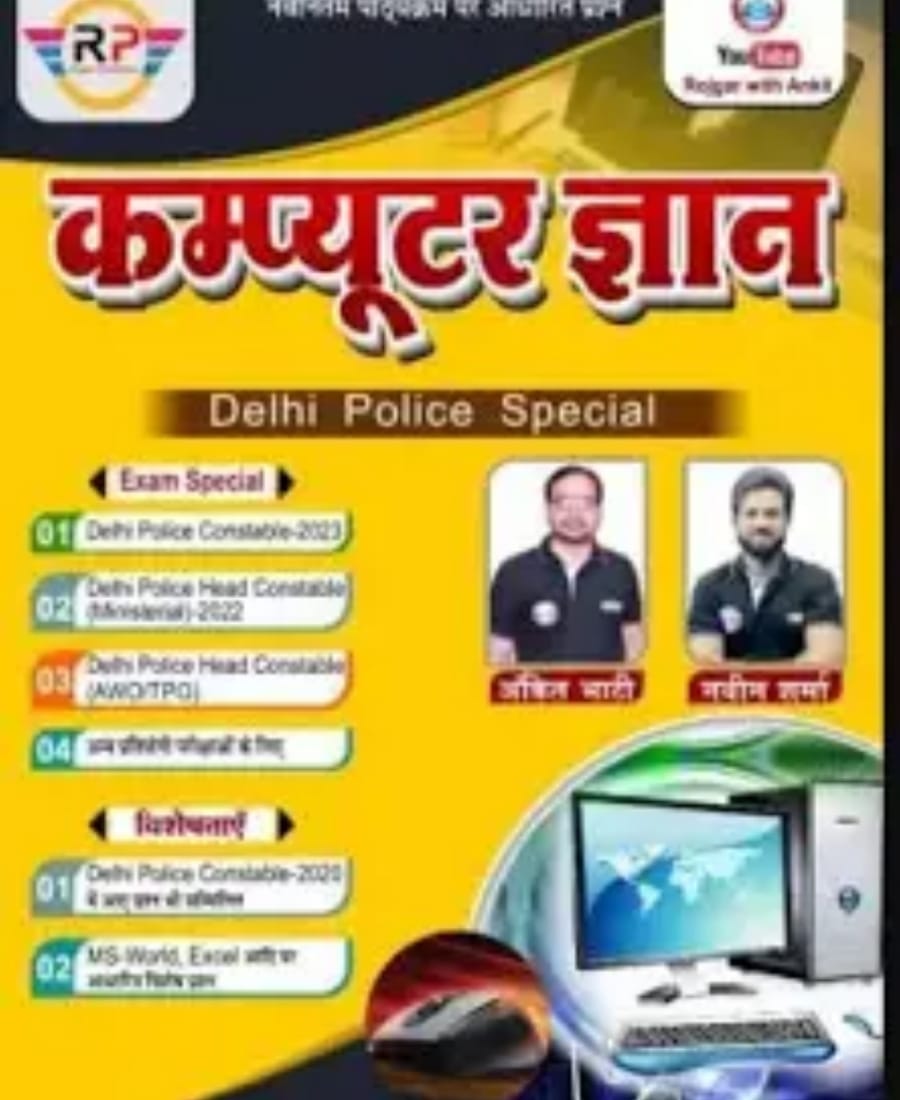 नवीनतम पाठ्यक्रम पर आधारित प्रश्न
RP
YouTube
Rojgar with Ankit
कम्प्यूटर ज्ञान
Delhi Police Special
Exam Special
01 Delhi Police Constable-2023
02 Delhi Police Head Constable
(Ministerial)-2022
03 Delhi Police Head Constable
(AWO/TPO)
04 अन्य प्रतियोगी परीक्षाओं के लिए
अंकित भाटी
नवीन शर्मा
विशेषताएँ
01 Delhi Police Constable-2020
में आए प्रश्न भी सम्मिलित
02 MS-World, Excel आदि पर
आधारित विशेष प्रश्न